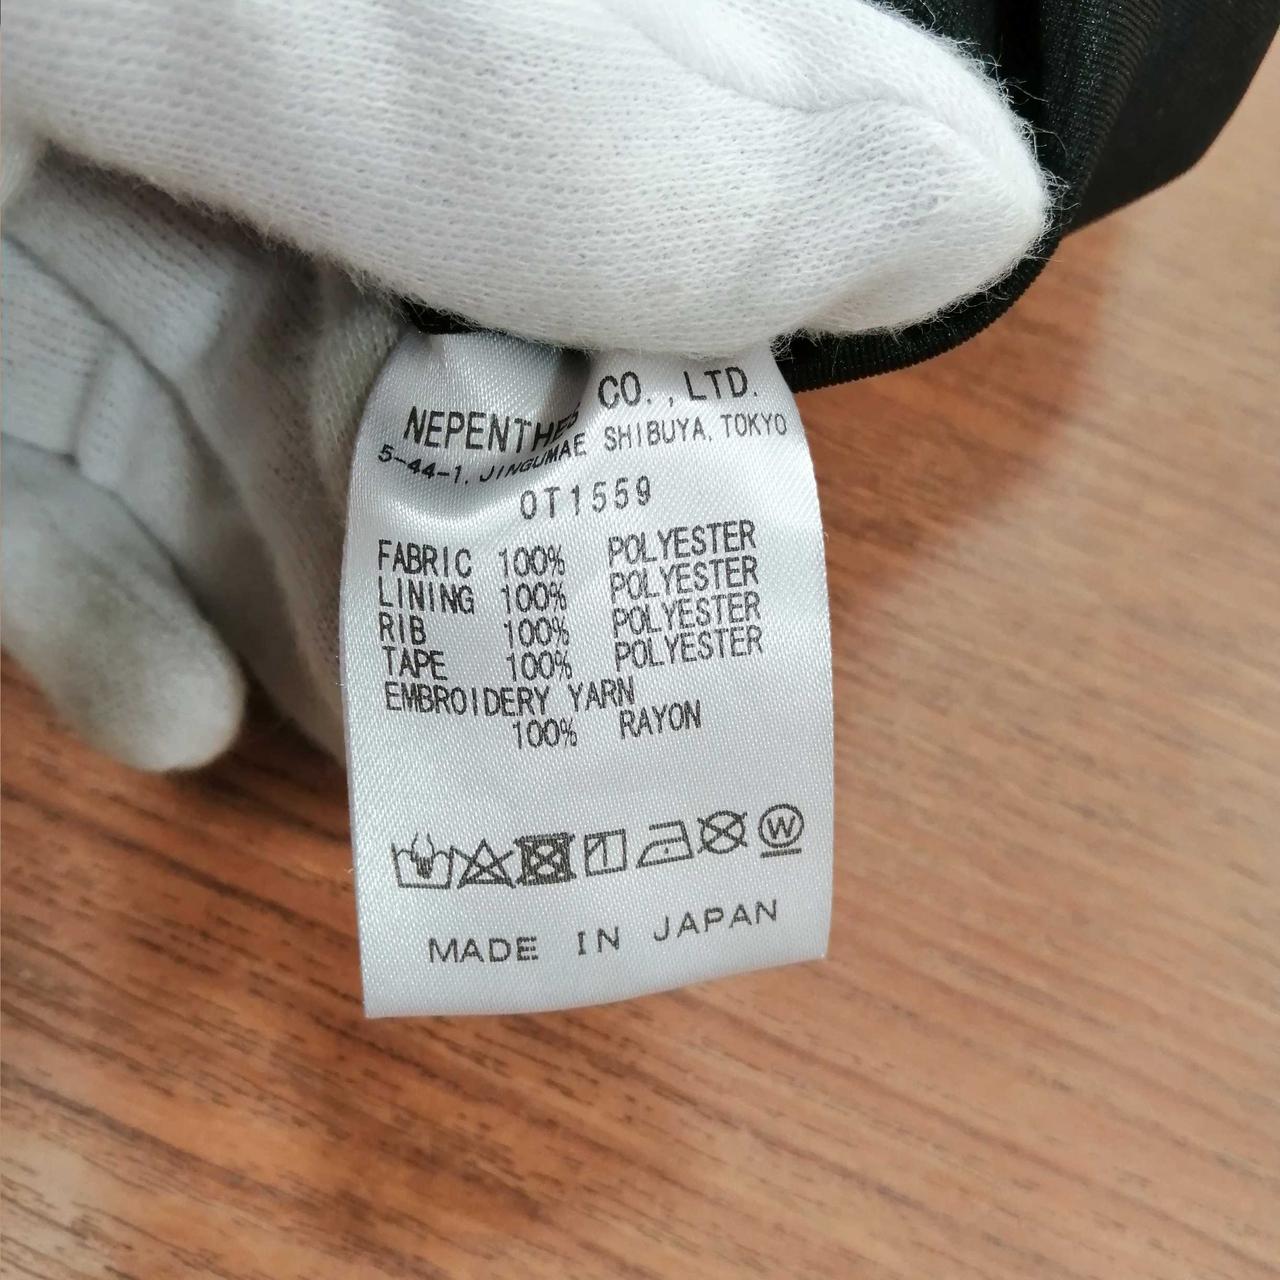 NEPENTHES CO.,LTD.
5-44-1, JINGUMAE SHIBUYA, TOKYO
OT1559
FABRIC 100% POLYESTER
LINING 100% POLYESTER
RIB 100% POLYESTER
TAPE 100% POLYESTER
EMBROIDERY YARN
100% RAYON
W
MADE IN JAPAN